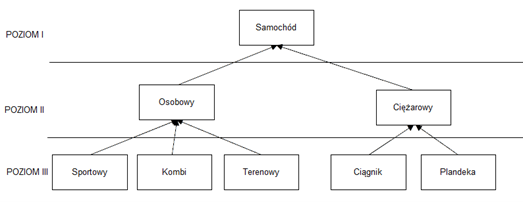 Samochód
POZIOM I
Osobowy
Ciężarowy
POZIOM II
POZIOM III
Sportowy
Kombi
Terenowy
Ciągnik
Plandeka